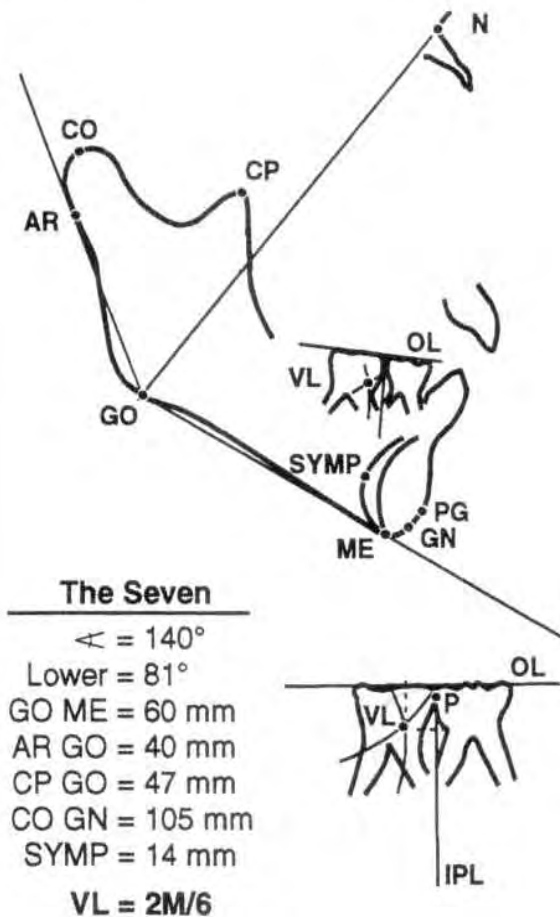 N
CO
CP
AR
OL
VL
GO
SYMP
PG
GN
ME
The Seven
∢ = 140°
Lower = 81°
GO ME = 60 mm
AR GO = 40 mm
CP GO = 47 mm
CO GN = 105 mm
SYMP = 14 mm
VL = 2M/6
OL
P
VL
IPL